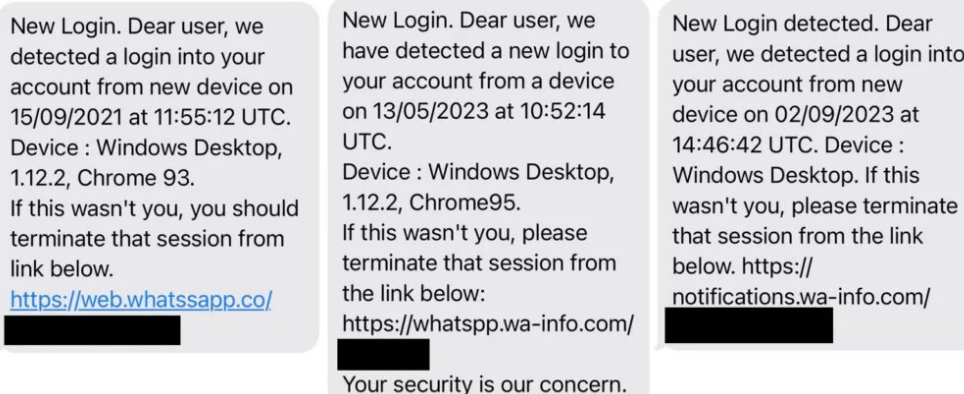 New Login. Dear user, we
detected a login into your
account from new device on
15/09/2021 at 11:55:12 UTC.
Device : Windows Desktop,
1.12.2, Chrome 93.
If this wasn't you, you should
terminate that session from
link below.
https://web.whatssapp.co/
New Login. Dear user, we
have detected a new login to
your account from a device
on 13/05/2023 at 10:52:14
UTC.
Device : Windows Desktop,
1.12.2, Chrome95.
If this wasn't you, please
terminate that session from
the link below:
https://whatspp.wa-info.com/
Your security is our concern.
New Login detected. Dear
user, we detected a login into
your account from new
device on 02/09/2023 at
14:46:42 UTC. Device :
Windows Desktop. If this
wasn't you, please terminate
that session from the link
below. https://
notifications.wa-info.com/